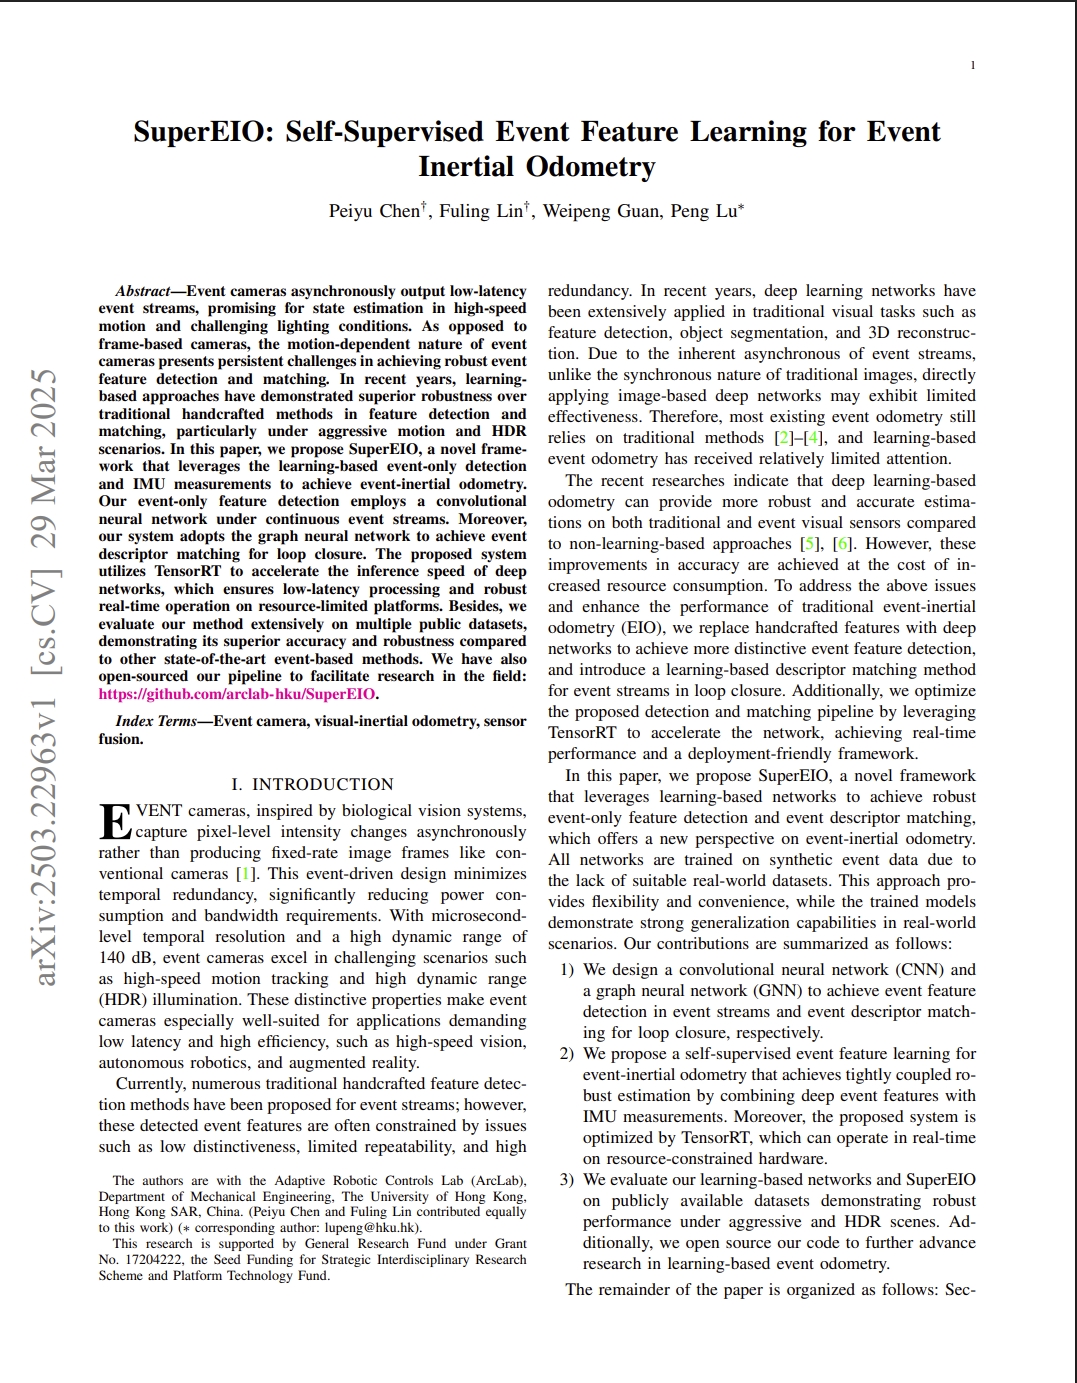 1
SuperEIO: Self-Supervised Event Feature Learning for Event
Inertial Odometry
Peiyu Chen†, Fuling Lin†, Weipeng Guan, Peng Lu*
arXiv:2503.22963v1 [cs.CV] 29 Mar 2025
Abstract—Event cameras asynchronously output low-latency
event streams, promising for state estimation in high-speed
motion and challenging lighting conditions. As opposed to
frame-based cameras, the motion-dependent nature of event
cameras presents persistent challenges in achieving robust event
feature detection and matching. In recent years, learning-
based approaches have demonstrated superior robustness over
traditional handcrafted methods in feature detection and
matching, particularly under aggressive motion and HDR
scenarios. In this paper, we propose SuperEIO, a novel frame-
work that leverages the learning-based event-only detection
and IMU measurements to achieve event-inertial odometry.
Our event-only feature detection employs a convolutional
neural network under continuous event streams. Moreover,
our system adopts the graph neural network to achieve event
descriptor matching for loop closure. The proposed system
utilizes TensorRT to accelerate the inference speed of deep
networks, which ensures low-latency processing and robust
real-time operation on resource-limited platforms. Besides, we
evaluate our method extensively on multiple public datasets,
demonstrating its superior accuracy and robustness compared
to other state-of-the-art event-based methods. We have also
open-sourced our pipeline to facilitate research in the field:
https://github.com/arclab-hku/SuperEIO.
Index Terms—Event camera, visual-inertial odometry, sensor
fusion.
I. INTRODUCTION
EVENT cameras, inspired by biological vision systems,
capture pixel-level intensity changes asynchronously
rather than producing fixed-rate image frames like con-
ventional cameras [1]. This event-driven design minimizes
temporal redundancy, significantly reducing power con-
sumption and bandwidth requirements. With microsecond-
level temporal resolution and a high dynamic range of
140 dB, event cameras excel in challenging scenarios such
as high-speed motion tracking and high dynamic range
(HDR) illumination. These distinctive properties make event
cameras especially well-suited for applications demanding
low latency and high efficiency, such as high-speed vision,
autonomous robotics, and augmented reality.
Currently, numerous traditional handcrafted feature detec-
tion methods have been proposed for event streams; however,
these detected event features are often constrained by issues
such as low distinctiveness, limited repeatability, and high
The authors are with the Adaptive Robotic Controls Lab (ArcLab),
Department of Mechanical Engineering, The University of Hong Kong,
Hong Kong SAR, China. (Peiyu Chen and Fuling Lin contributed equally
to this work) (∗ corresponding author: lupeng@hku.hk).
This research is supported by General Research Fund under Grant
No. 17204222, the Seed Funding for Strategic Interdisciplinary Research
Scheme and Platform Technology Fund.
redundancy. In recent years, deep learning networks have
been extensively applied in traditional visual tasks such as
feature detection, object segmentation, and 3D reconstruc-
tion. Due to the inherent asynchronous of event streams,
unlike the synchronous nature of traditional images, directly
applying image-based deep networks may exhibit limited
effectiveness. Therefore, most existing event odometry still
relies on traditional methods [2]–[4], and learning-based
event odometry has received relatively limited attention.
The recent researches indicate that deep learning-based
odometry can provide more robust and accurate estima-
tions on both traditional and event visual sensors compared
to non-learning-based approaches [5], [6]. However, these
improvements in accuracy are achieved at the cost of in-
creased resource consumption. To address the above issues
and enhance the performance of traditional event-inertial
odometry (EIO), we replace handcrafted features with deep
networks to achieve more distinctive event feature detection,
and introduce a learning-based descriptor matching method
for event streams in loop closure. Additionally, we optimize
the proposed detection and matching pipeline by leveraging
TensorRT to accelerate the network, achieving real-time
performance and a deployment-friendly framework.
In this paper, we propose SuperEIO, a novel framework
that leverages learning-based networks to achieve robust
event-only feature detection and event descriptor matching,
which offers a new perspective on event-inertial odometry.
All networks are trained on synthetic event data due to
the lack of suitable real-world datasets. This approach pro-
vides flexibility and convenience, while the trained models
demonstrate strong generalization capabilities in real-world
scenarios. Our contributions are summarized as follows:
1) We design a convolutional neural network (CNN) and
a graph neural network (GNN) to achieve event feature
detection in event streams and event descriptor match-
ing for loop closure, respectively.
2) We propose a self-supervised event feature learning for
event-inertial odometry that achieves tightly coupled ro-
bust estimation by combining deep event features with
IMU measurements. Moreover, the proposed system is
optimized by TensorRT, which can operate in real-time
on resource-constrained hardware.
3) We evaluate our learning-based networks and SuperEIO
on publicly available datasets demonstrating robust
performance under aggressive and HDR scenes. Ad-
ditionally, we open source our code to further advance
research in learning-based event odometry.
The remainder of the paper is organized as follows: Sec-